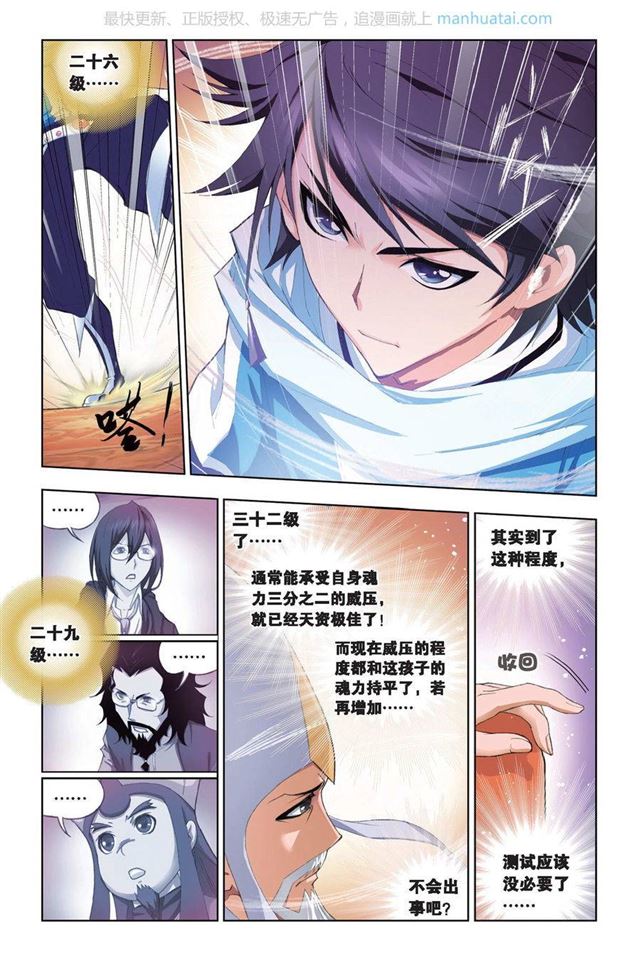 最快更新、正版授权、极速无广告，追漫画就上 manhuatai.com
二十六
级……
嗒！
……
二十九
级……
……
……
三十二级
了……
通常能承受自身魂
力三分之二的威压，
就已经天资极佳了！
而现在威压的程
度都和这孩子的
魂力持平了，若
再增加……
不会出
事吧？
其实到了
这种程度，
收回
测试应该
没必要了
……